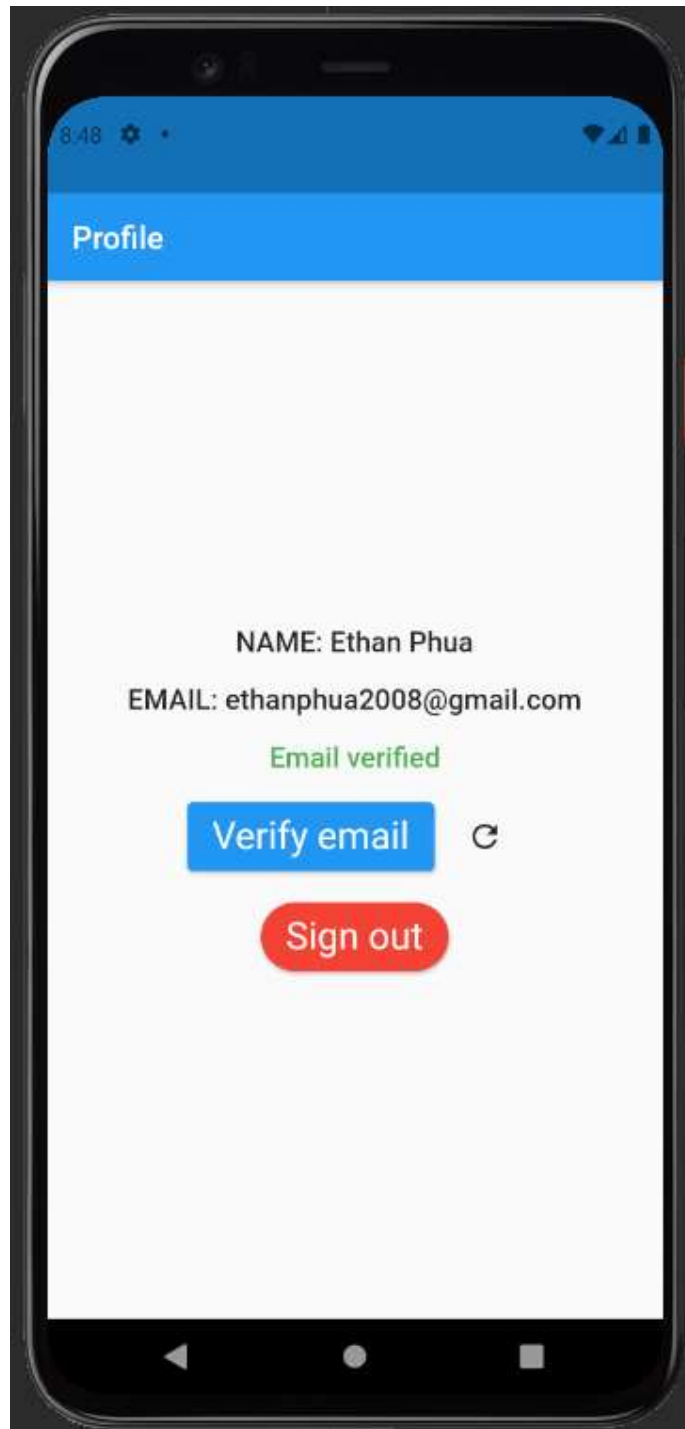 8:48
Profile
NAME: Ethan Phua
EMAIL: ethanphua2008@gmail.com
Email verified
Verify email
Sign out